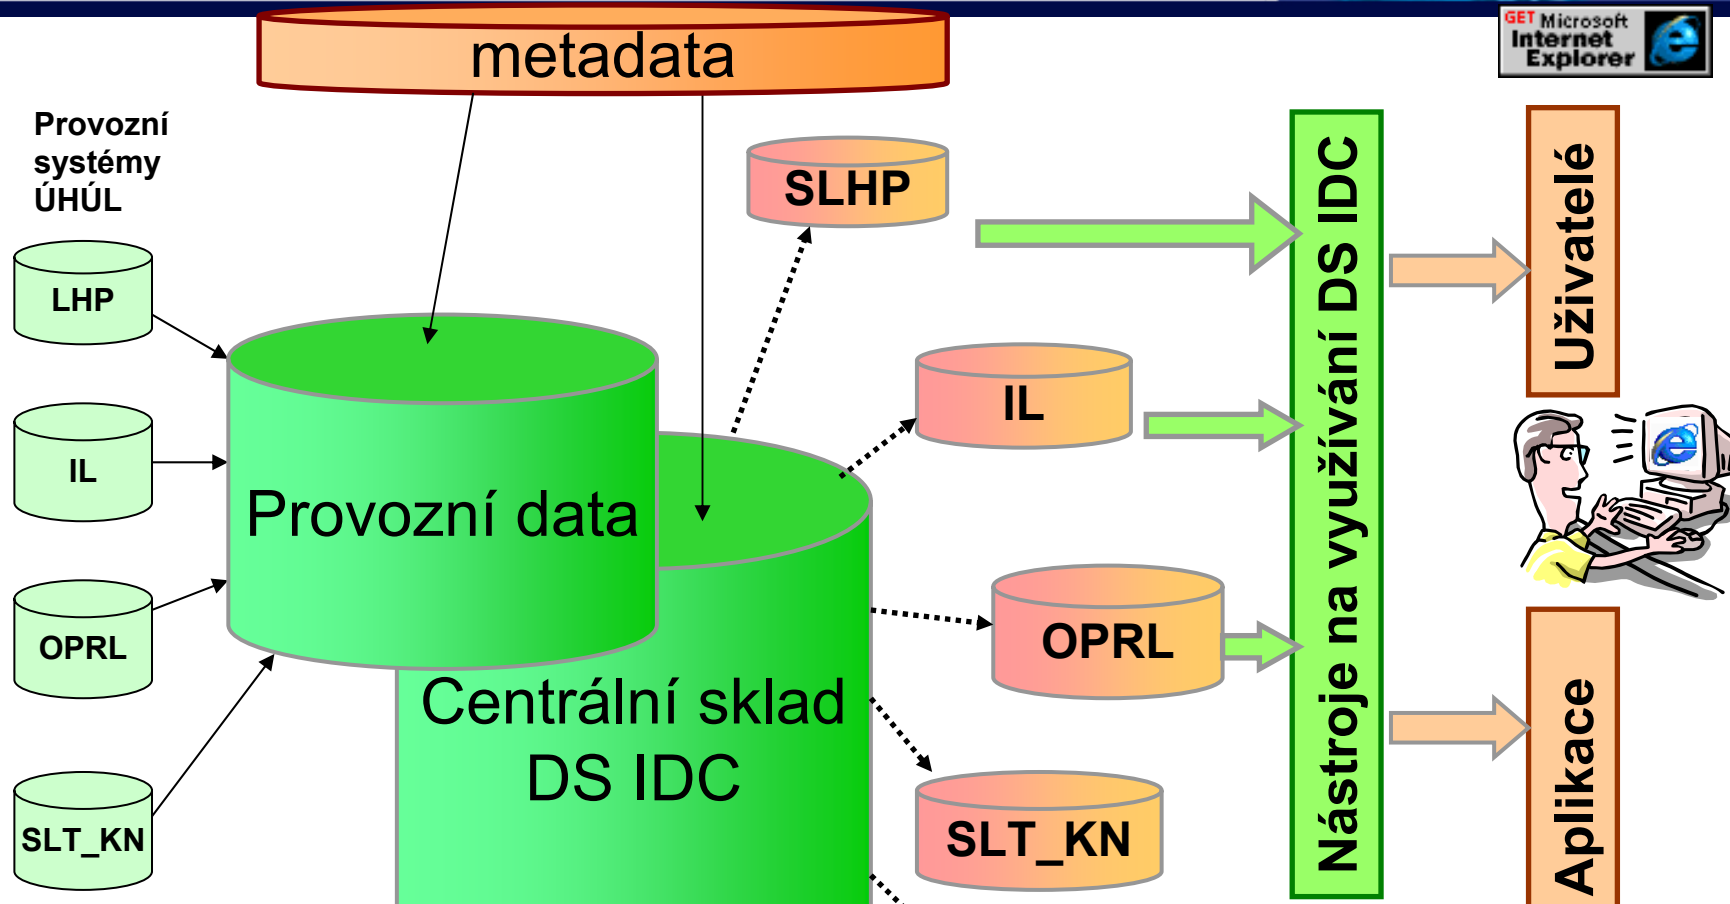 metadata
GET Microsoft
Internet
Explorer
Provozní
systémy
ÚHÚL
LHP
IL
OPRL
SLT_KN
Provozní data
Centrální sklad
DS IDC
SLHP
IL
OPRL
SLT_KN
Nástroje na využívání DS IDC
Uživatelé
Aplikace